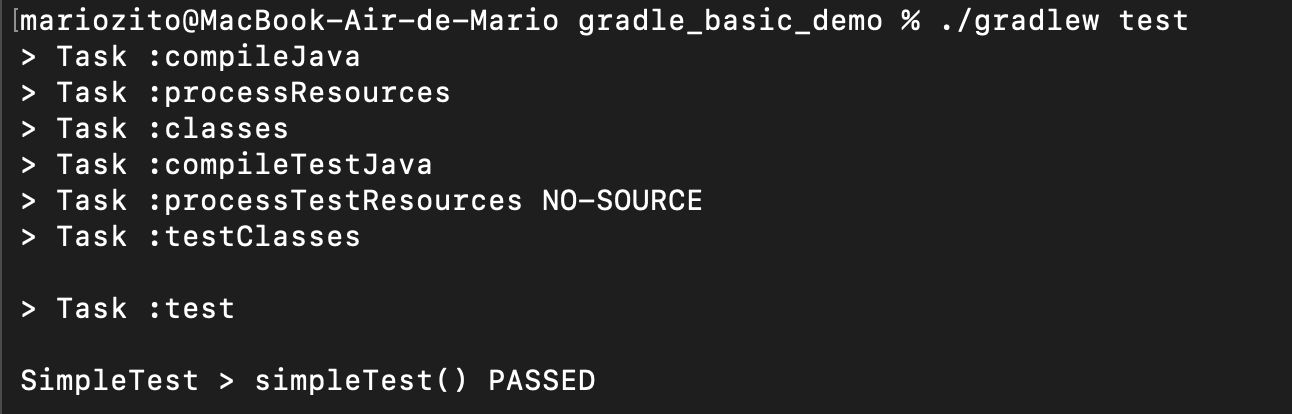 [mariozito@MacBook-Air-de-Mario gradle_basic_demo % ./gradlew test
> Task :compileJava
> Task :processResources
> Task :classes
> Task :compileTestJava
> Task :processTestResources NO-SOURCE
> Task :testClasses
> Task :test
SimpleTest > simpleTest() PASSED